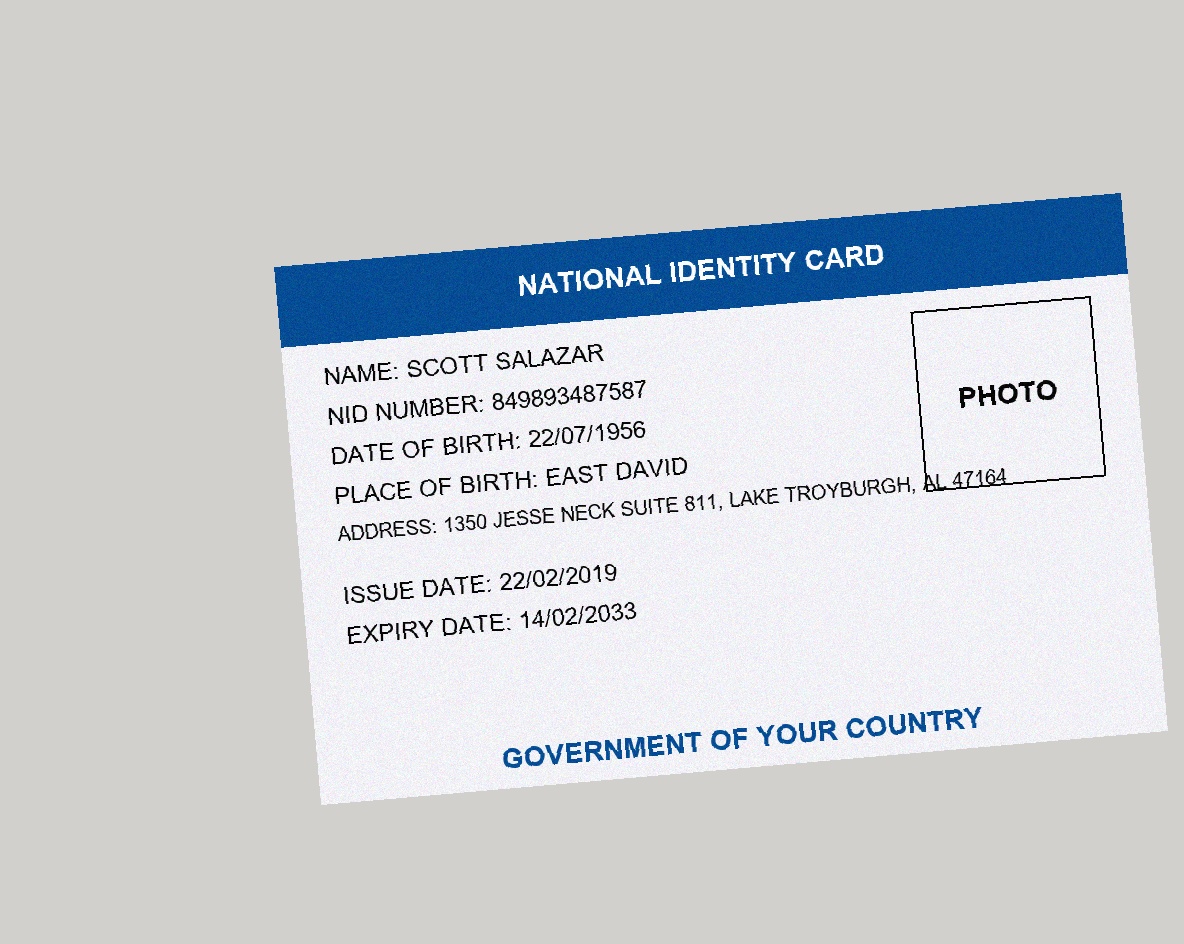 NATIONAL IDENTITY CARD
NAME: SCOTT SALAZAR
NID NUMBER: 849893487587
DATE OF BIRTH: 22/07/1956
PLACE OF BIRTH: EAST DAVID
ADDRESS: 1350 JESSE NECK SUITE 811, LAKE TROYBURGH, AL 47164
PHOTO
ISSUE DATE: 22/02/2019
EXPIRY DATE: 14/02/2033
GOVERNMENT OF YOUR COUNTRY